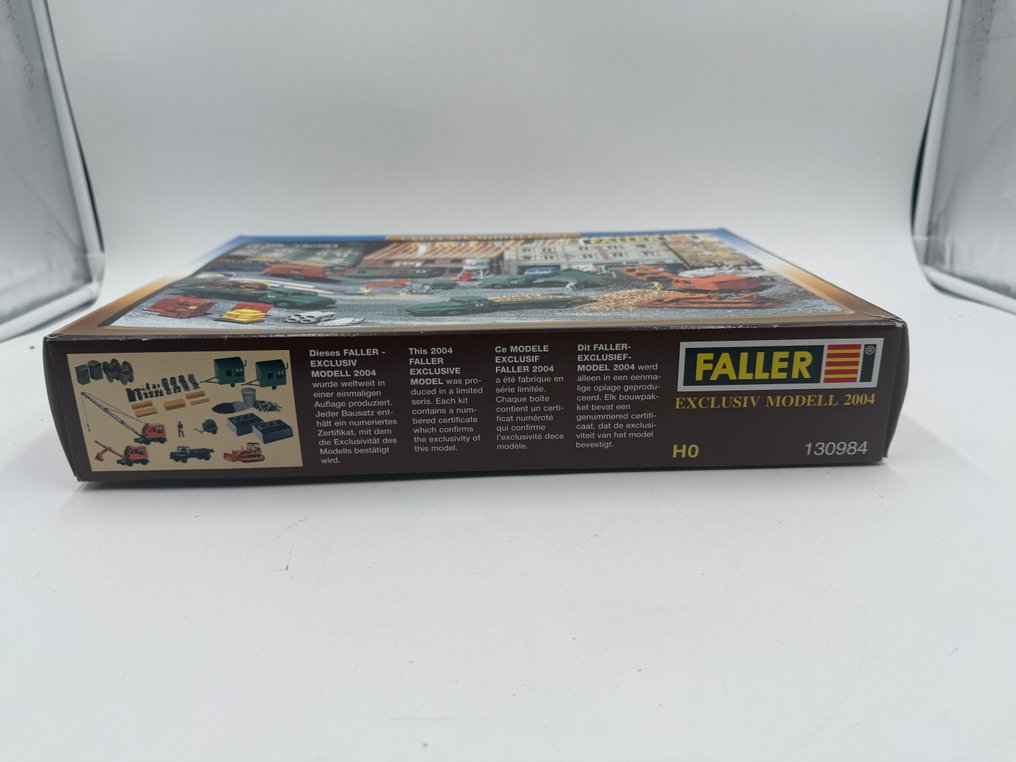 130984
FALLER
Dieses FALLER -
EXCLUSIV
MODELL 2004
wurde weltweit in
einer einmaligen
Auflage produziert.
Jeder Bausatz ent-
hält ein numeriertes
Zertifikat, mit dem
die Exklusivität des
Modells bestätigt
wird.
This 2004
FALLER
EXCLUSIVE
MODEL was pro-
duced in a limited
seris. Each kit
contains a num-
bered certificate
which confirms
the exclusivity of
this model.
Ce MODELE
EXCLUSIF
FALLER 2004
a été fabrique en
série limitée.
Chaque boîte
contient un certi-
ficat numéroté
qui confirme
l'exclusivité dece
modèle.
Dit FALLER-
EXCLUSIEF-
MODEL 2004 werd
alleen in een eenma-
lige oplage geprodu-
ceerd. Elk bouwpak-
ket bevat een
genummered certifi-
caat, dat de exclusi-
viteit van het model
bevestigt.
FALLER ®
EXCLUSIV MODELL 2004
H0
130984